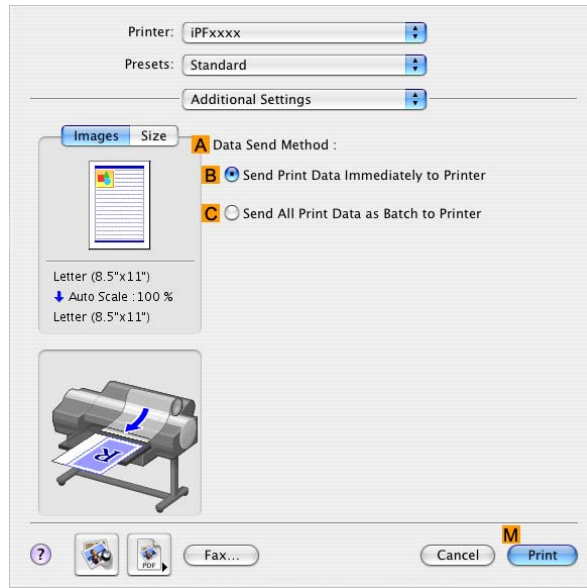 Printer: iPFxxxx
Presets: Standard
Additional Settings
Images Size
A Data Send Method :
B Send Print Data Immediately to Printer
C Send All Print Data as Batch to Printer
Letter (8.5"x11")
Auto Scale :100 %
Letter (8.5"x11")
R
M
? PDF Fax... Cancel Print